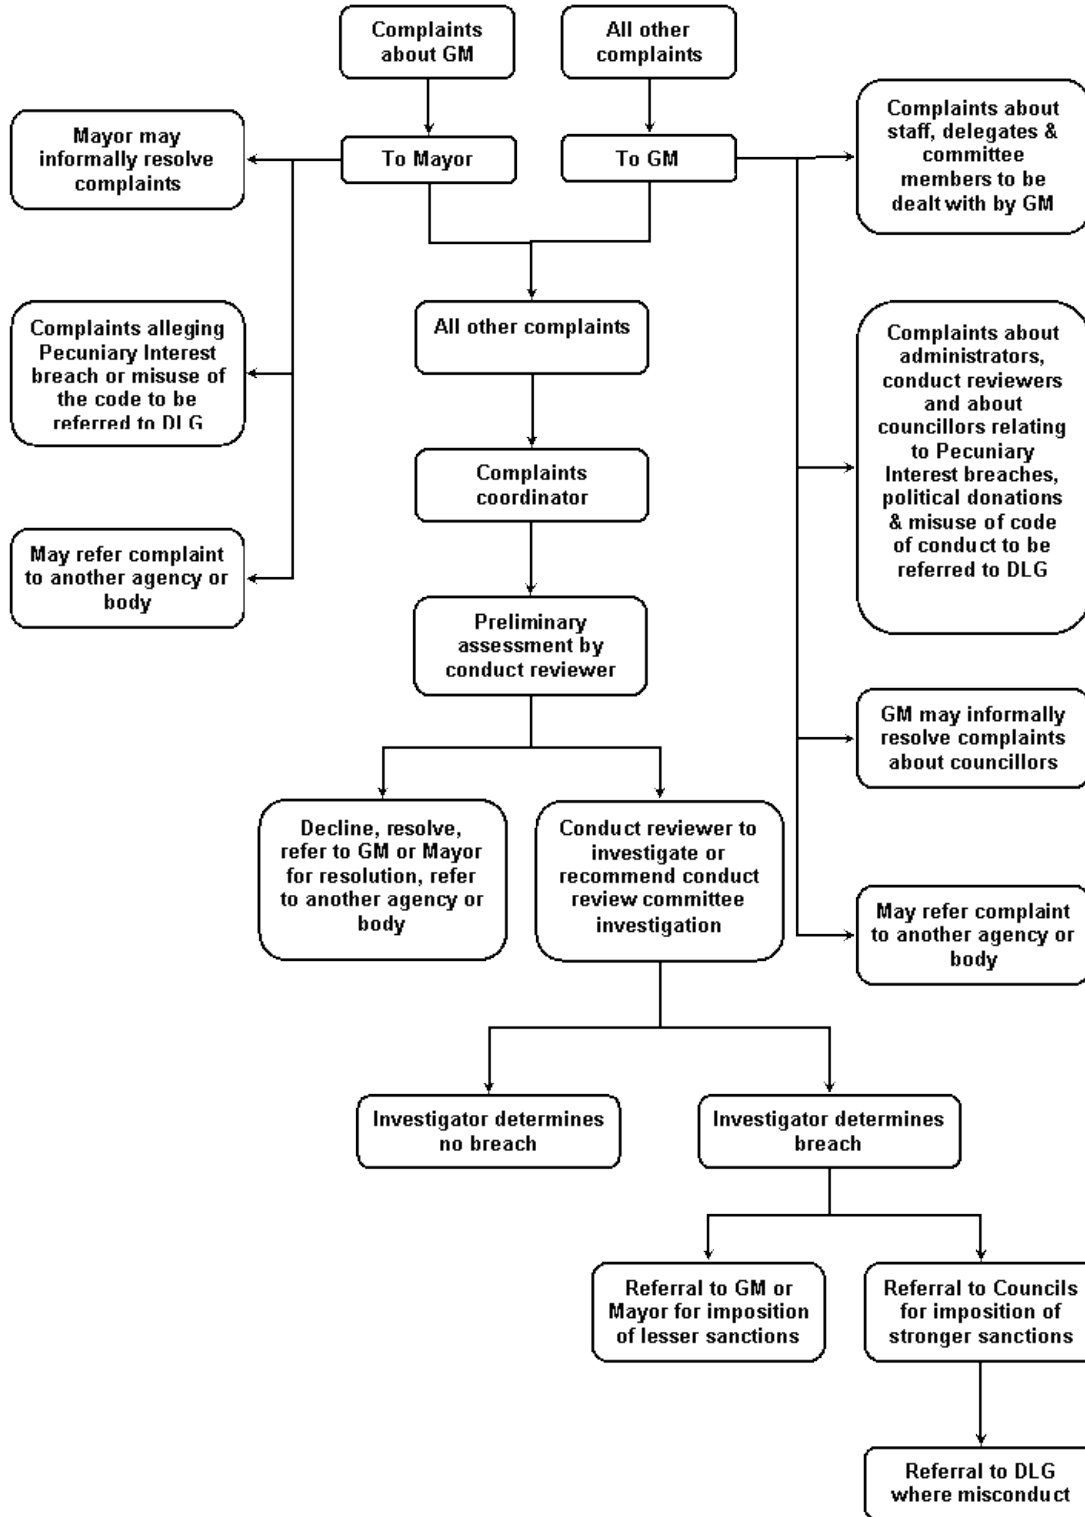 Complaints
about GM
All other
complaints
Mayor may
informally resolve
complaints
To Mayor
To GM
Complaints about
staff, delegates &
committee
members to be
dealt with by GM
Complaints alleging
Pecuniary Interest
breach or misuse of
the code to be
referred to DLG
All other complaints
Complaints about
administrators,
conduct reviewers
and about
councillors relating
to Pecuniary
Interest breaches,
political donations
& misuse of code
of conduct to be
referred to DLG
Complaints
coordinator
May refer complaint
to another agency or
body
Preliminary
assessment by
conduct reviewer
GM may informally
resolve complaints
about councillors
Decline, resolve,
refer to GM or Mayor
for resolution, refer
to another agency or
body
Conduct reviewer to
investigate or
recommend conduct
review committee
investigation
May refer complaint
to another agency or
body
Investigator determines
no breach
Investigator determines
breach
Referral to GM or
Mayor for imposition
of lesser sanctions
Referral to Councils
for imposition of
stronger sanctions
Referral to DLG
where misconduct